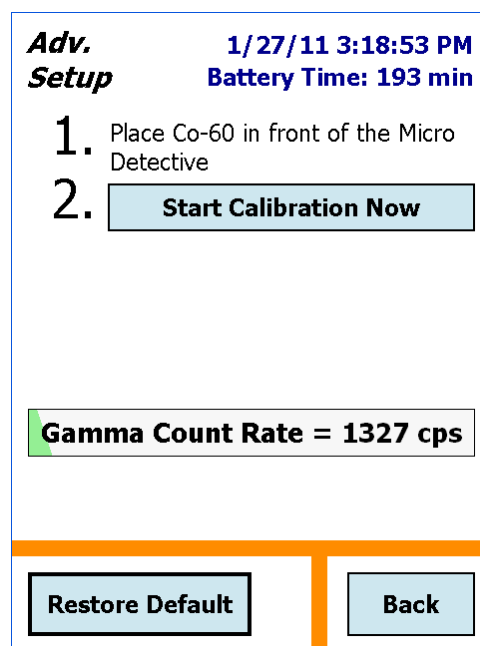 Adv. 1/27/11 3:18:53 PM
Setup Battery Time: 193 min
1. Place Co-60 in front of the Micro
Detective
2. Start Calibration Now
Gamma Count Rate = 1327 cps
Restore Default Back